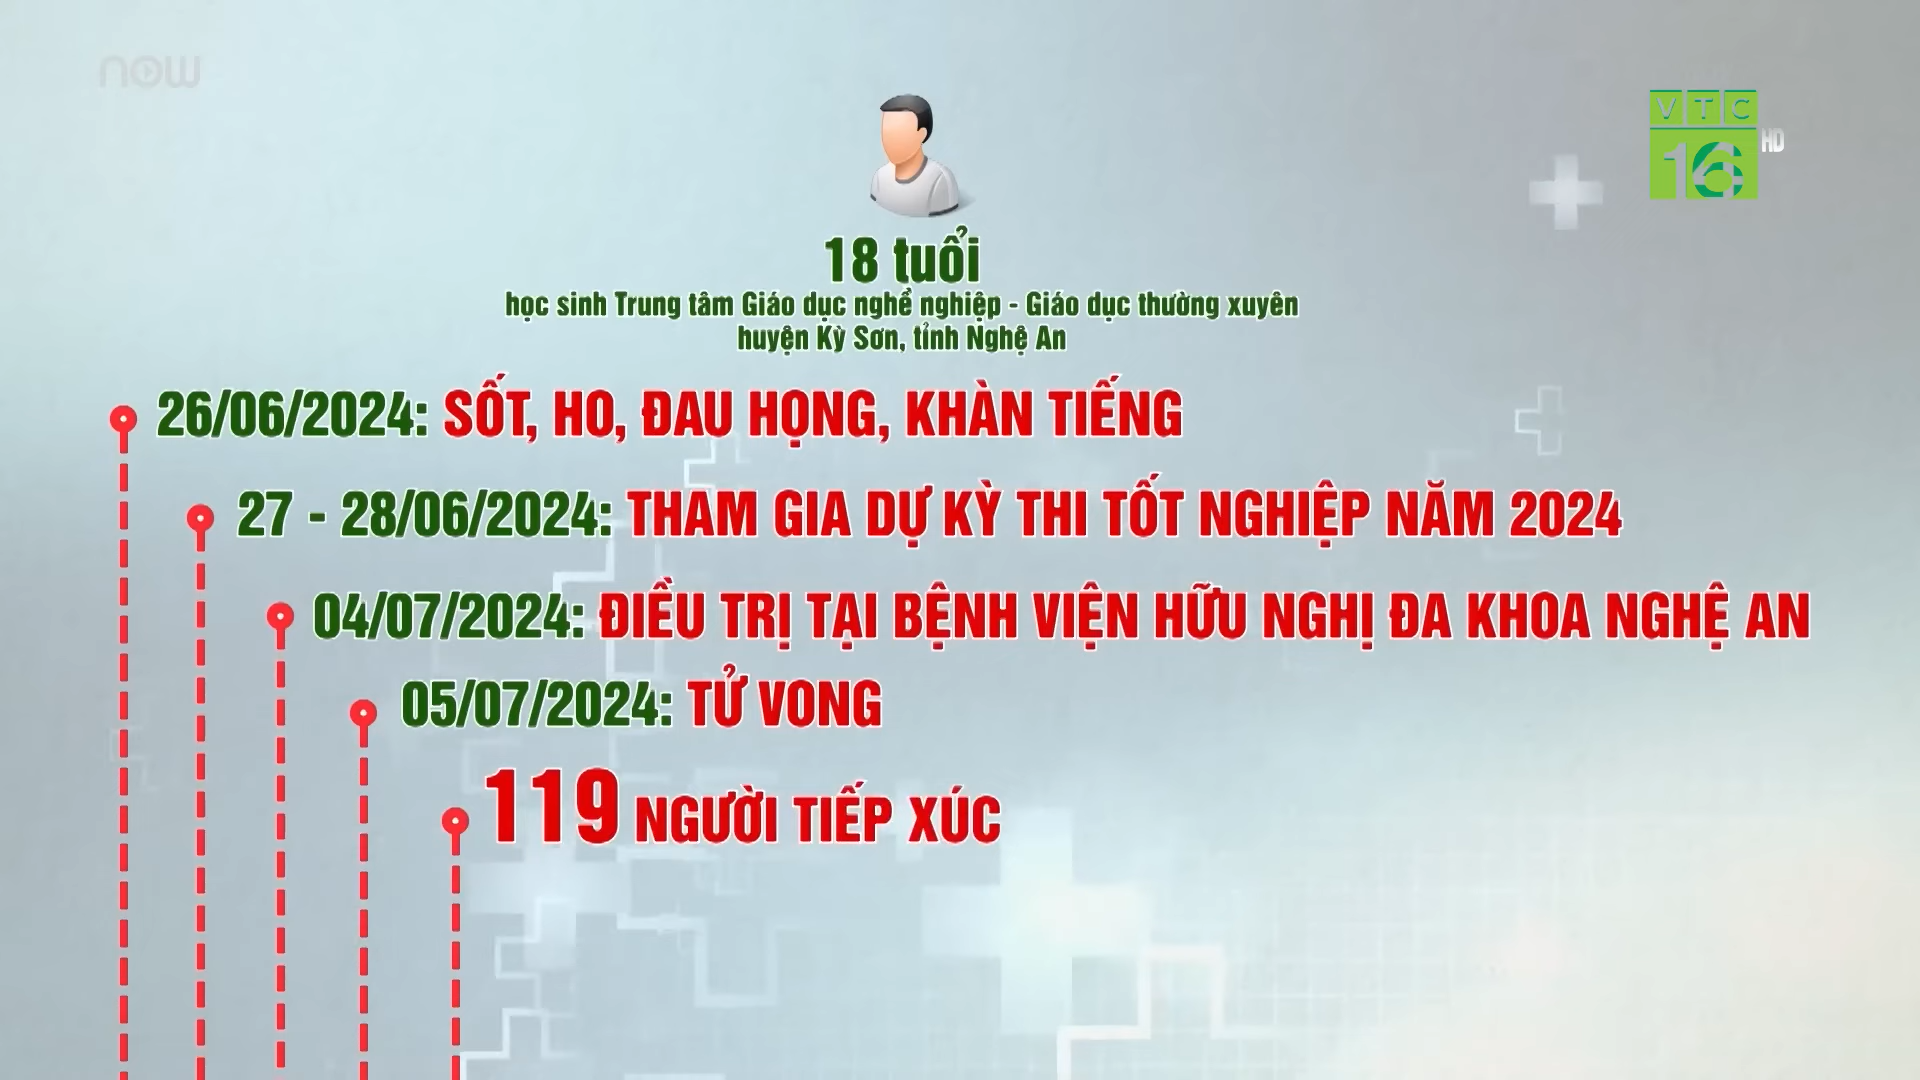 now
VTC
16 HD
18 tuổi
học sinh Trung tâm Giáo dục nghề nghiệp - Giáo dục thường xuyên
huyện Kỳ Sơn, tỉnh Nghệ An
26/06/2024: SỐT, HO, ĐAU HỌNG, KHÀN TIẾNG
27 - 28/06/2024: THAM GIA DỰ KỲ THI TỐT NGHIỆP NĂM 2024
04/07/2024: ĐIỀU TRỊ TẠI BỆNH VIỆN HỮU NGHỊ ĐA KHOA NGHỆ AN
05/07/2024: TỬ VONG
119 NGƯỜI TIẾP XÚC